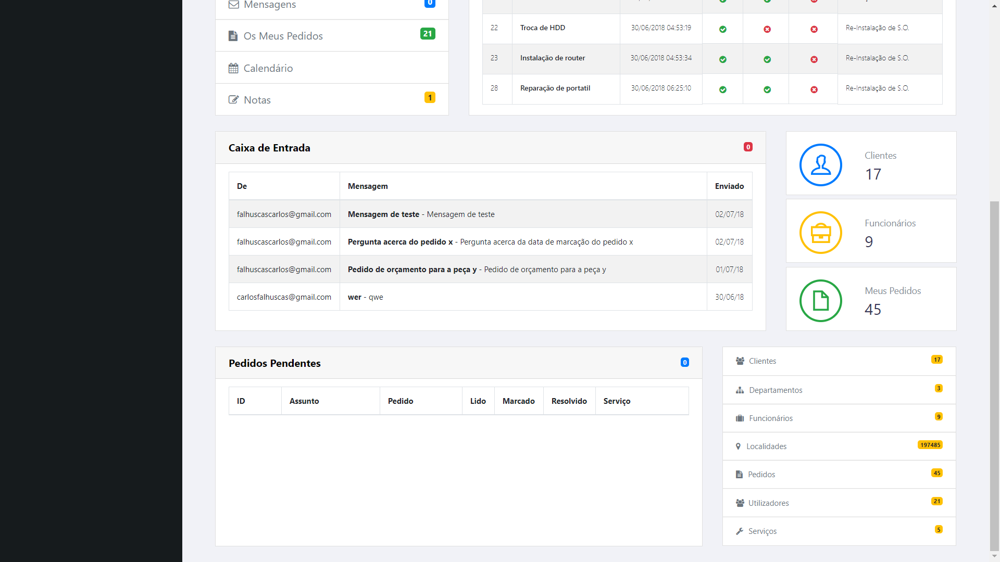 Mensagens 0
Os Meus Pedidos 21
Calendário
Notas 1
22 Troca de HDD 30/06/2018 04:53:19 Re-Instalação de S.O.
23 Instalação de router 30/06/2018 04:53:34 Re-Instalação de S.O.
28 Reparação de portatil 30/06/2018 06:25:10 Re-Instalação de S.O.
Caixa de Entrada 0
De Mensagem Enviado
falhuscascarlos@gmail.com Mensagem de teste - Mensagem de teste 02/07/18
falhuscascarlos@gmail.com Pergunta acerca do pedido x - Pergunta acerca da data de marcação do pedido x 02/07/18
falhuscascarlos@gmail.com Pedido de orçamento para a peça y - Pedido de orçamento para a peça y 01/07/18
carlosfalhuscas@gmail.com wer - qwe 30/06/18
Clientes
17
Funcionários
9
Meus Pedidos
45
Pedidos Pendentes 0
ID Assunto Pedido Lido Marcado Resolvido Serviço
Clientes 17
Departamentos 3
Funcionários 9
Localidades 197485
Pedidos 45
Utilizadores 21
Serviços 5